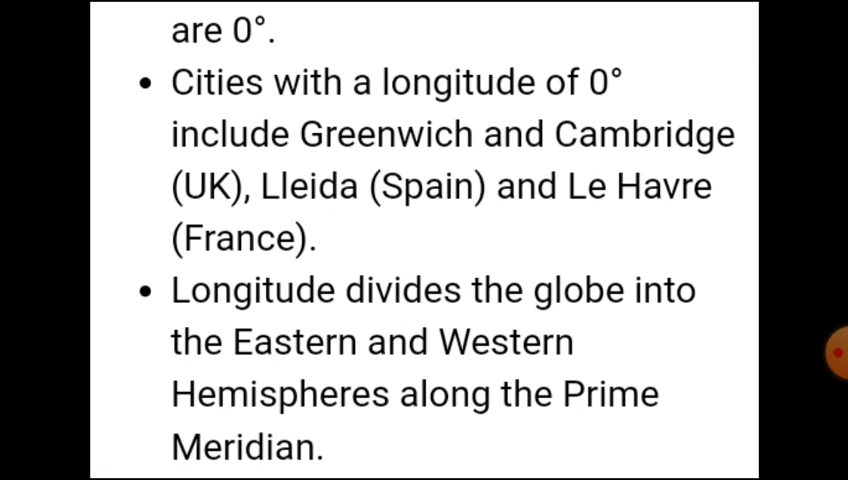 are 0°.
• Cities with a longitude of 0°
include Greenwich and Cambridge
(UK), Lleida (Spain) and Le Havre
(France).
• Longitude divides the globe into
the Eastern and Western
Hemispheres along the Prime
Meridian.